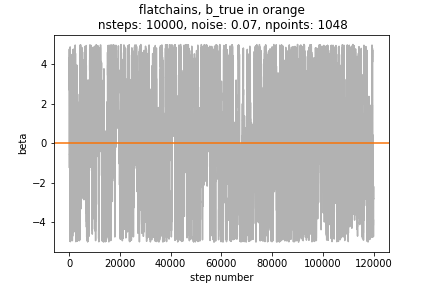 flatchains, b_true in orange
nsteps: 10000, noise: 0.07, npoints: 1048
4
2
0
−2
−4
beta
0 20000 40000 60000 80000 100000 120000
step number